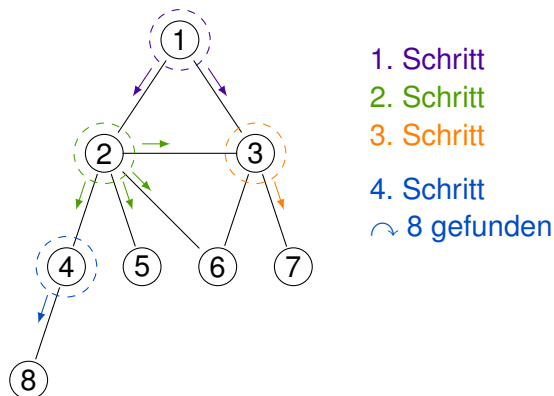 1
1. Schritt
2. Schritt
3. Schritt
2
3
4. Schritt
↷ 8 gefunden
4
5
6
7
8